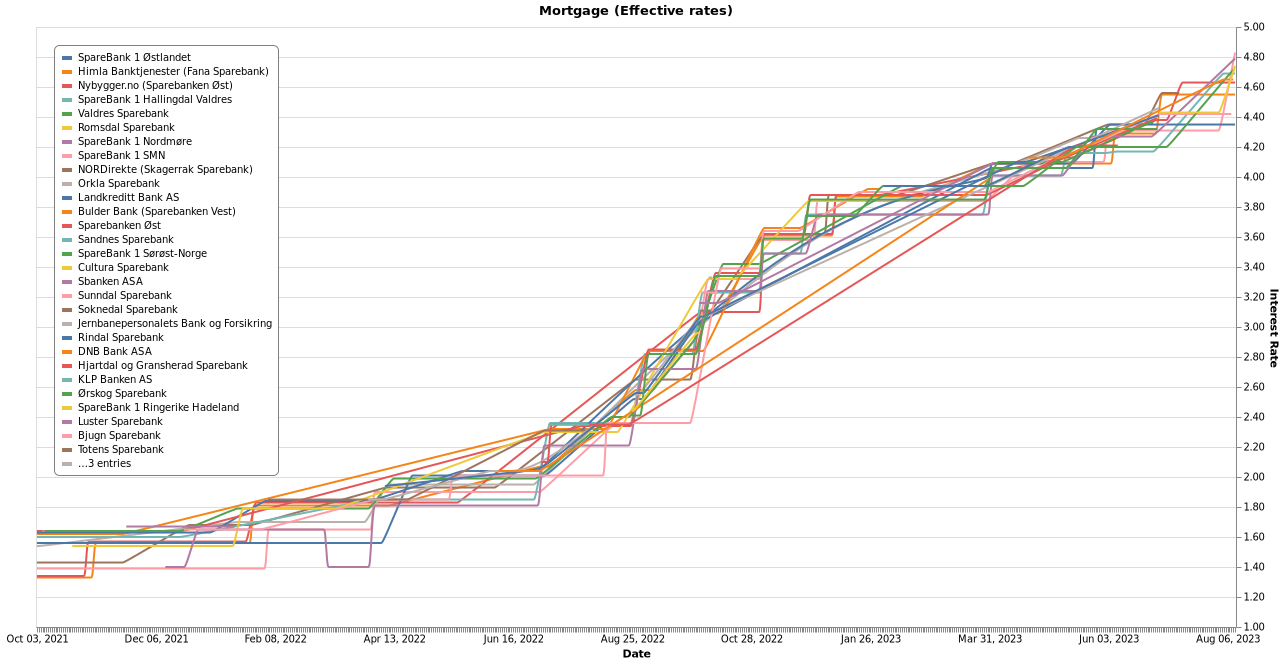 Mortgage (Effective rates)
SpareBank 1 Østlandet
Himla Banktjenester (Fana Sparebank)
Nybygger.no (Sparebanken Øst)
SpareBank 1 Hallingdal Valdres
Valdres Sparebank
Romsdal Sparebank
SpareBank 1 Nordmøre
SpareBank 1 SMN
NORDirekte (Skagerrak Sparebank)
Orkla Sparebank
Landkreditt Bank AS
Bulder Bank (Sparebanken Vest)
Sparebanken Øst
Sandnes Sparebank
SpareBank 1 Sørøst-Norge
Cultura Sparebank
Sbanken ASA
Sunndal Sparebank
Soknedal Sparebank
Jernbanepersonalets Bank og Forsikring
Rindal Sparebank
DNB Bank ASA
Hjartdal og Gransherad Sparebank
KLP Banken AS
Ørskog Sparebank
SpareBank 1 Ringerike Hadeland
Luster Sparebank
Bjugn Sparebank
Totens Sparebank
...3 entries
5.00
4.80
4.60
4.40
4.20
4.00
3.80
3.60
3.40
3.20
3.00
2.80
2.60
2.40
2.20
2.00
1.80
1.60
1.40
1.20
1.00
Interest Rate
Oct 03, 2021 Dec 06, 2021 Feb 08, 2022 Apr 13, 2022 Jun 16, 2022 Aug 25, 2022 Oct 28, 2022 Jan 26, 2023 Mar 31, 2023 Jun 03, 2023 Aug 06, 2023
Date